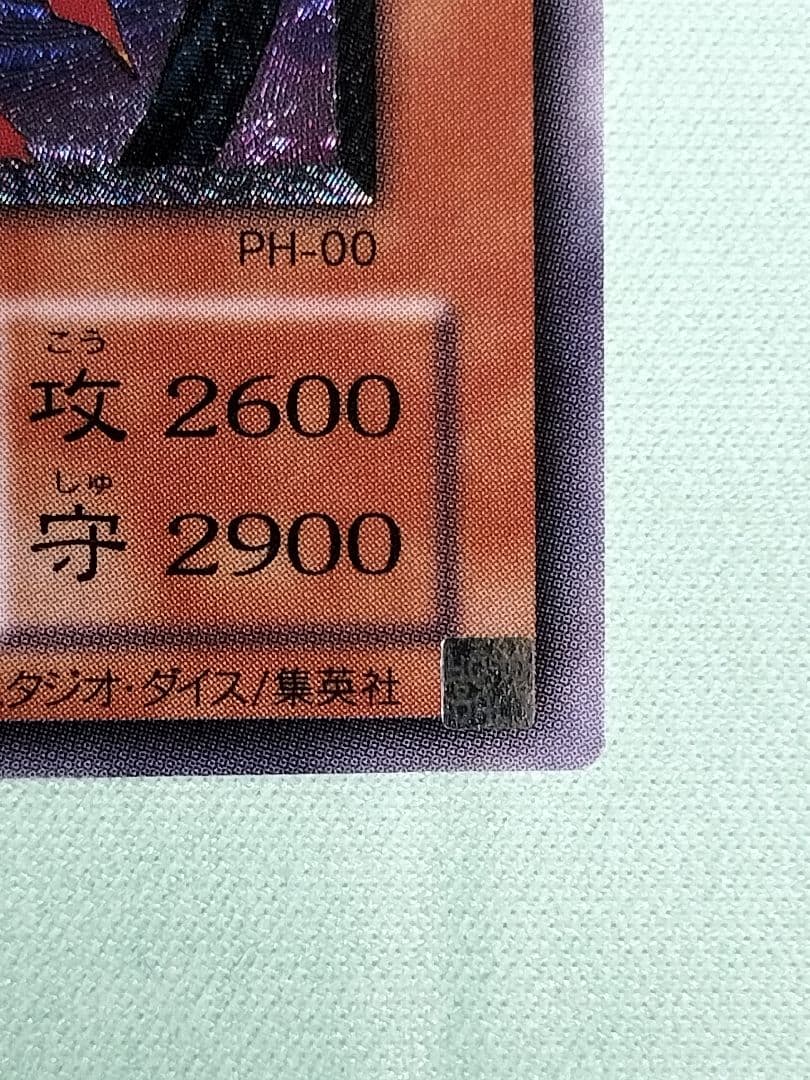 PH-00
こう
攻 2600
しゅ
守 2900
タジオ・ダイス/集英社